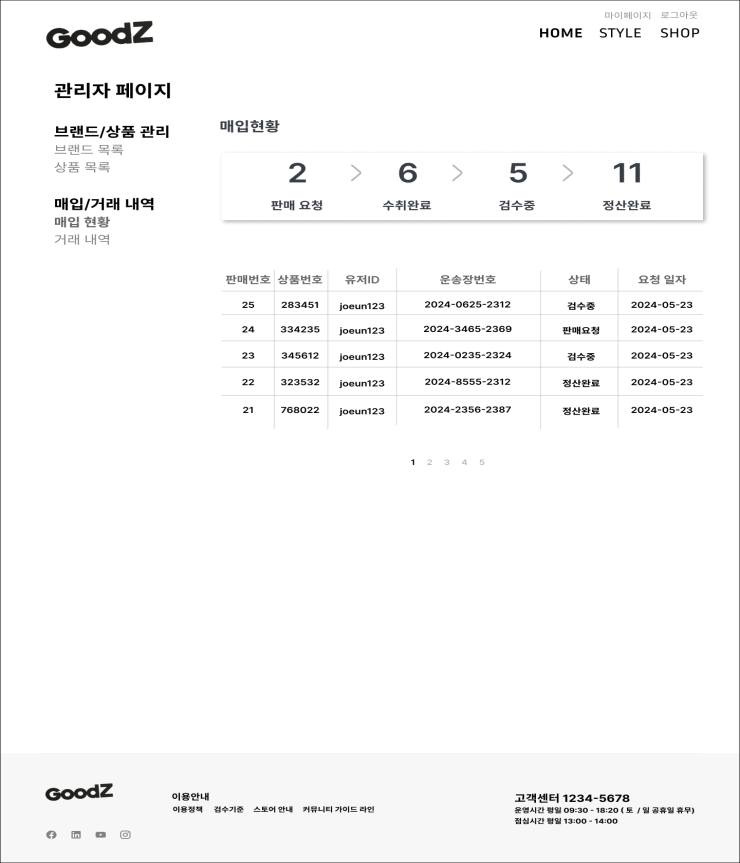 마이페이지 로그아웃
GOODZ
HOME STYLE SHOP
관리자 페이지
브랜드/상품 관리
브랜드 목록
상품 목록
매입/거래 내역
매입 현황
거래 내역
매입현황
2 > 6 > 5 > 11
판매 요청 수취완료 검수중 정산완료
판매번호 상품번호 유저ID 운송장번호 상태 요청 일자
25 283451 joeun123 2024-0625-2312 검수중 2024-05-23
24 334235 joeun123 2024-3465-2369 판매요청 2024-05-23
23 345612 joeun123 2024-0235-2324 검수중 2024-05-23
22 323532 joeun123 2024-8555-2312 정산완료 2024-05-23
21 768022 joeun123 2024-2356-2387 정산완료 2024-05-23
1 2 3 4 5
GOODZ
이용안내
이용정책 검수기준 스토어 안내 커뮤니티 가이드 라인
고객센터 1234-5678
운영시간 평일 09:30 - 18:20 ( 토 / 일 공휴일 휴무)
점심시간 평일 13:00 - 14:00